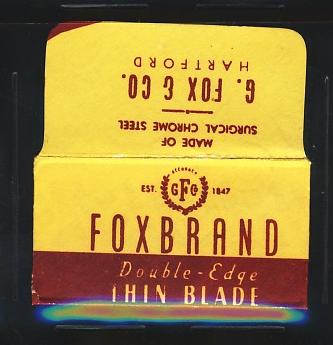 MADE OF
SURGICAL CHROME STEEL
G. FOX & CO.
HARTFORD
EST. GFC 1847
FOXBRAND
Double-Edge
THIN BLADE